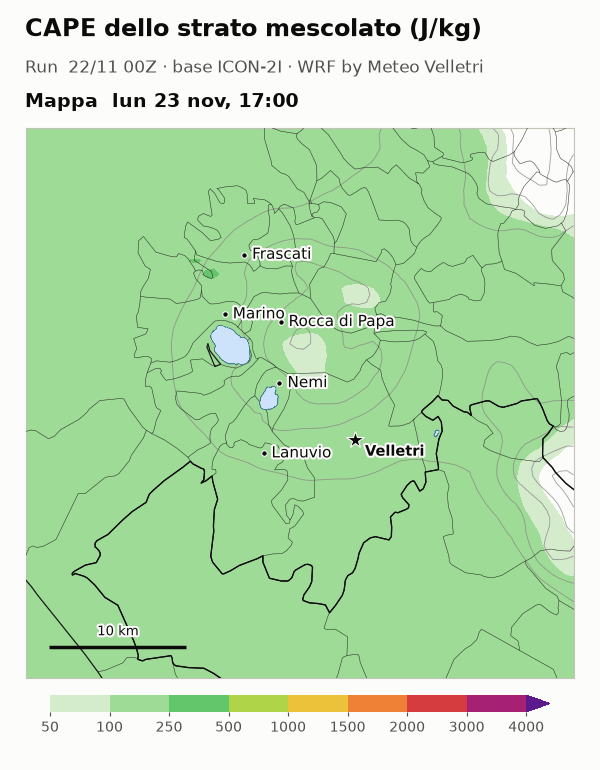 CAPE dello strato mescolato (J/kg)
Run  22/11 00Z · base ICON-2I · WRF by Meteo Velletri
Mappa  lun 23 nov, 17:00
Frascati
Marino
Rocca di Papa
Nemi
Velletri
Lanuvio
10 km
50 100 250 500 1000 1500 2000 3000 4000